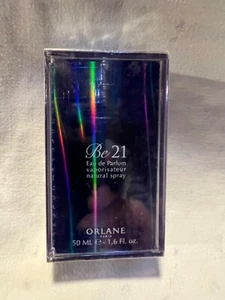 Be 21
Eau de Parfum
vaporisateur
natural spray
ORLANE
PARIS
50 ML ℮ - 1,6 Fl. oz.